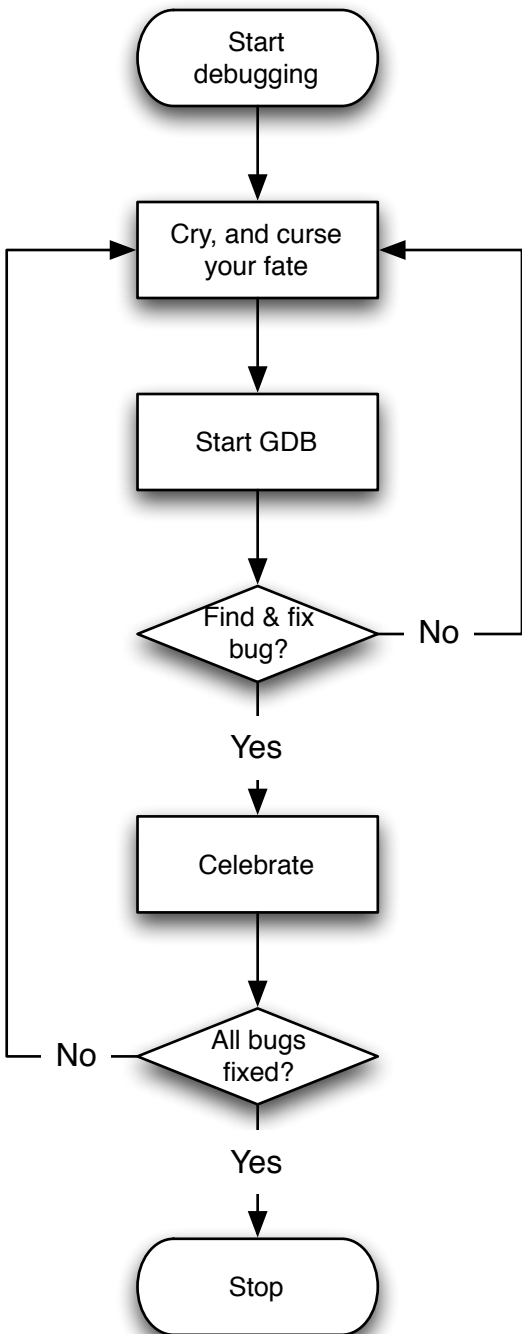 Start
debugging
Cry, and curse
your fate
Start GDB
Find & fix
bug?
No
Yes
Celebrate
All bugs
fixed?
No
Yes
Stop